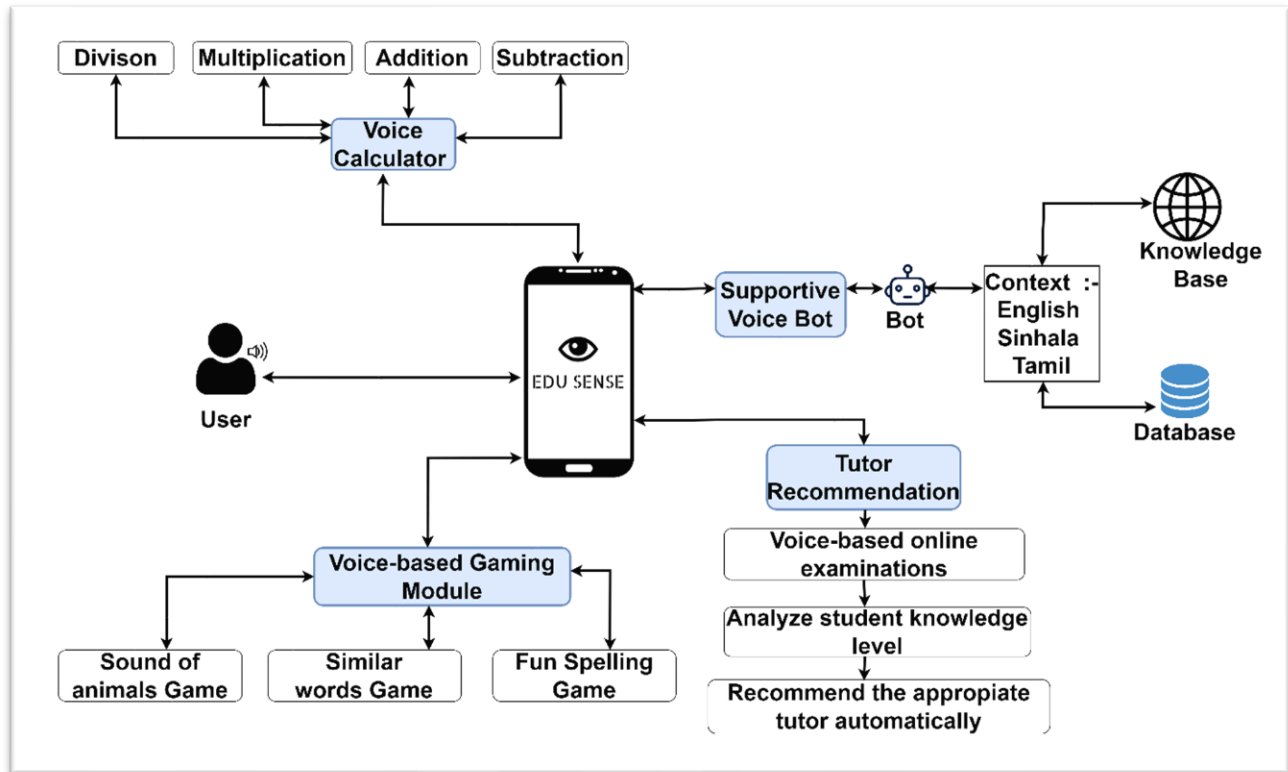 Divison
Multiplication
Addition
Subtraction
Voice
Calculator
Knowledge
Base
Supportive
Voice Bot
Bot
Context :-
English
Sinhala
Tamil
EDU SENSE
User
Database
Tutor
Recommendation
Voice-based online
examinations
Analyze student knowledge
level
Recommend the appropiate
tutor automatically
Voice-based Gaming
Module
Sound of
animals Game
Similar
words Game
Fun Spelling
Game